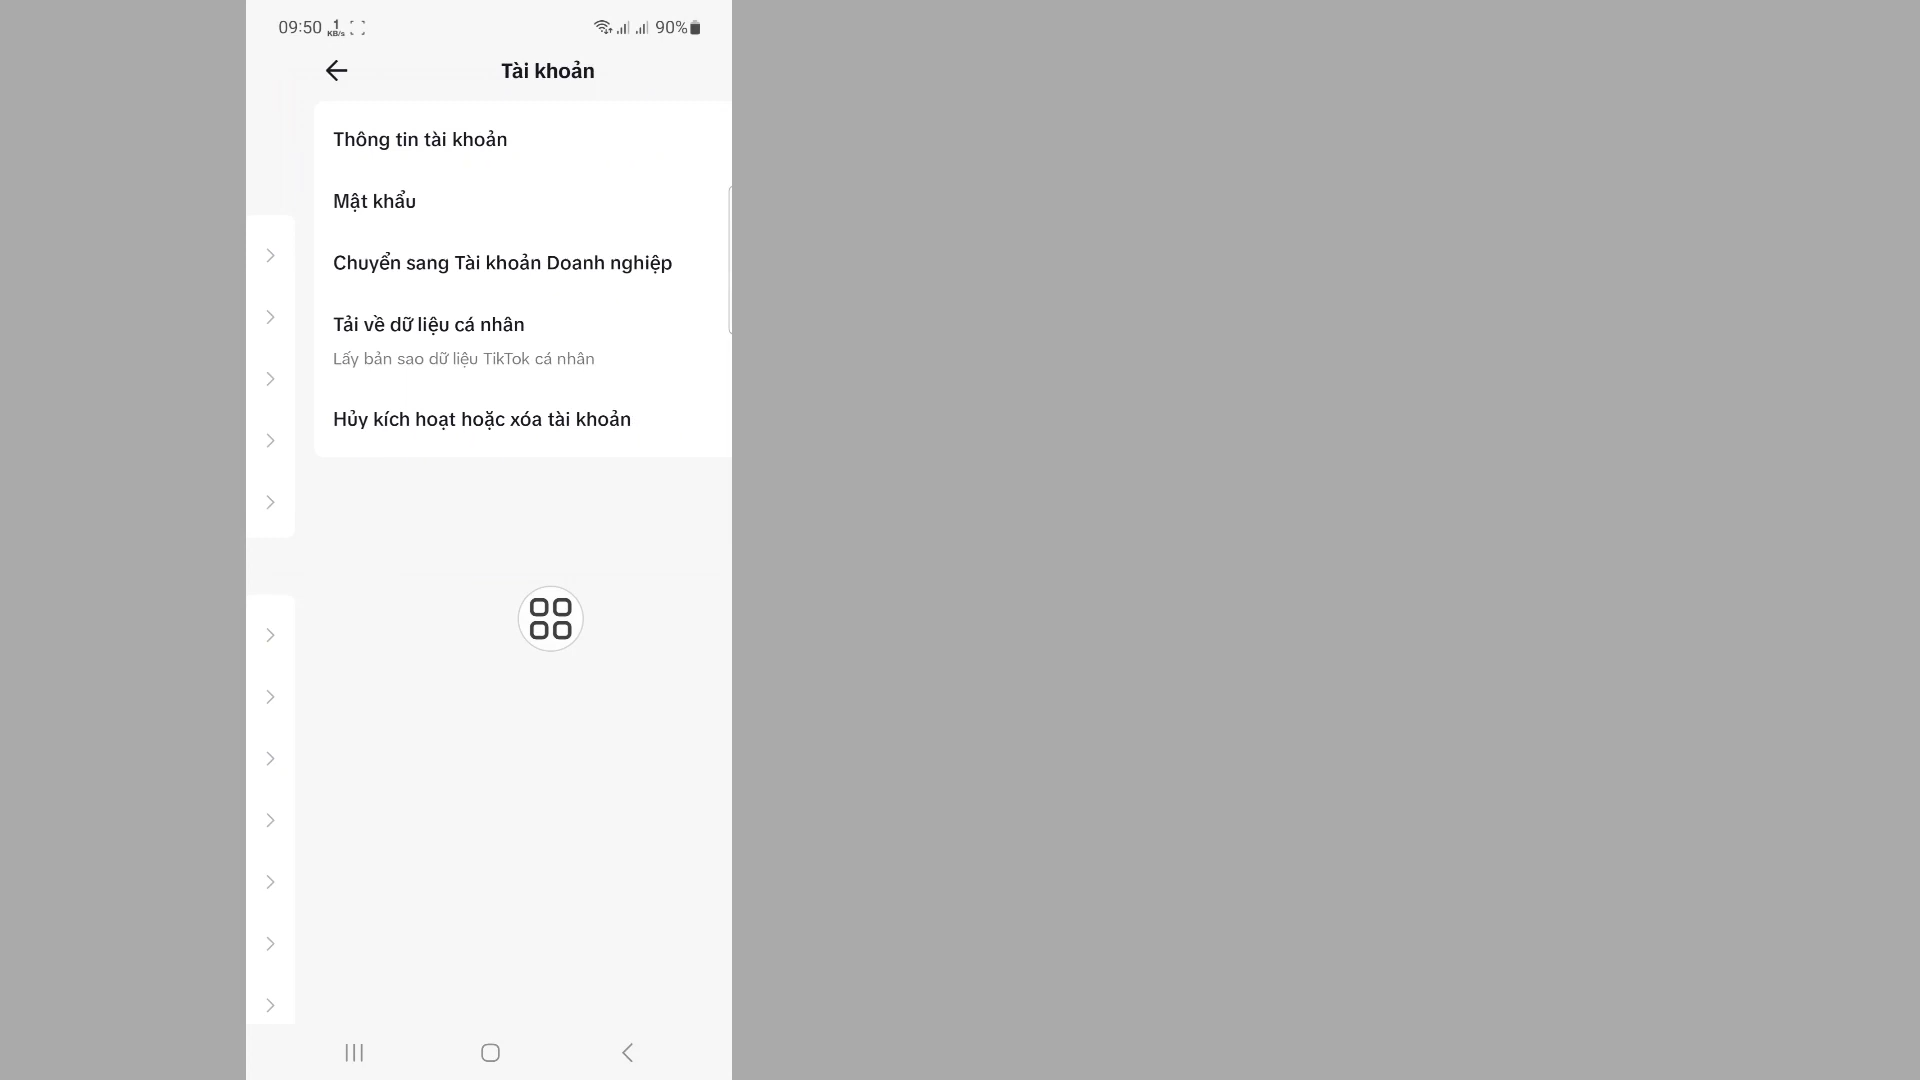 09:50 1 KB/s 90%
Tài khoản
Thông tin tài khoản
Mật khẩu
Chuyển sang Tài khoản Doanh nghiệp
Tải về dữ liệu cá nhân
Lấy bản sao dữ liệu TikTok cá nhân
Hủy kích hoạt hoặc xóa tài khoản